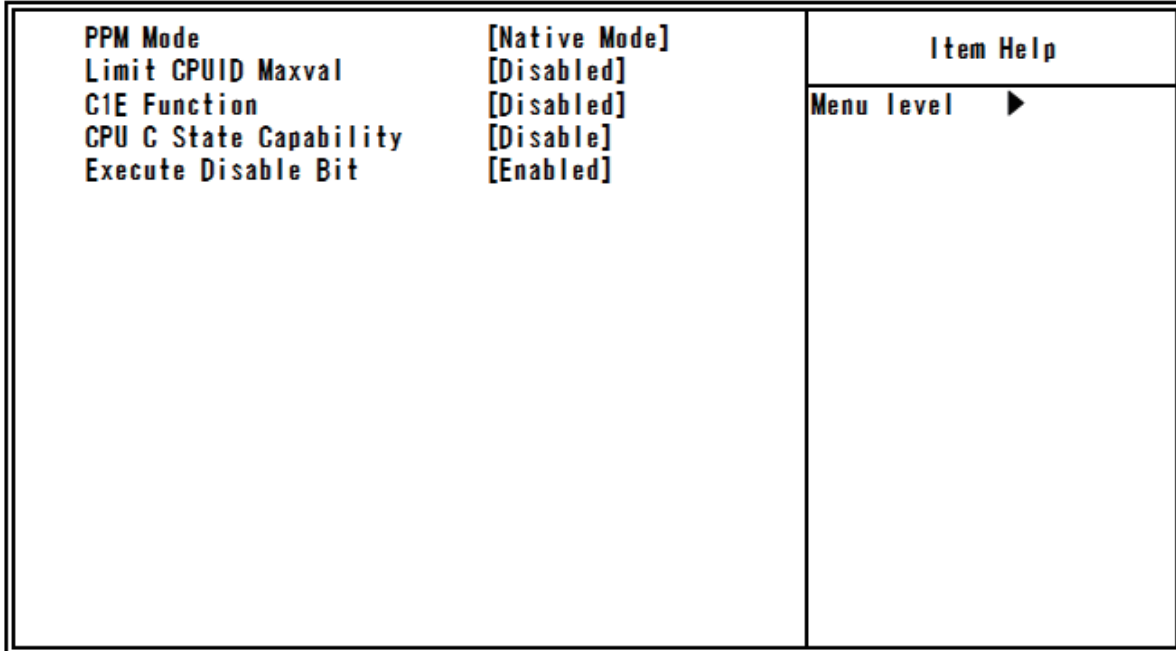 PPM Mode [Native Mode]
Limit CPUID Maxval [Disabled]
C1E Function [Disabled]
CPU C State Capability [Disable]
Execute Disable Bit [Enabled]
Item Help
Menu level ▶